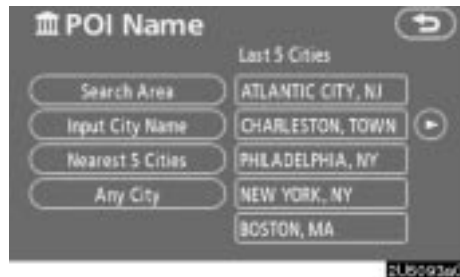 POI Name
Last 5 Cities
Search Area
ATLANTIC CITY, NJ
Input City Name
CHARLESTON, TOWN
Nearest 5 Cities
PHILADELPHIA, NY
Any City
NEW YORK, NY
BOSTON, MA